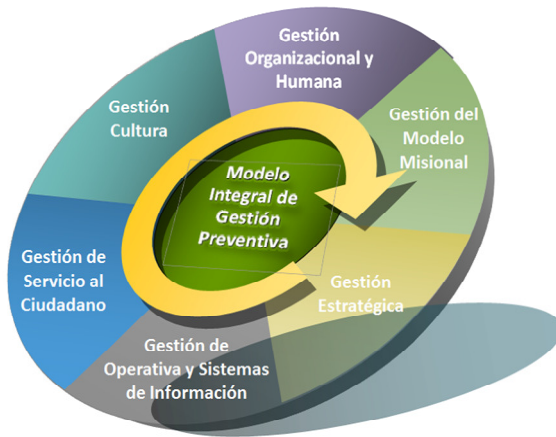 Gestión
Organizacional y
Humana
Gestión del
Modelo
Misional
Gestión
Estratégica
Gestión de
Operativa y Sistemas
de Información
Gestión de
Servicio al
Ciudadano
Gestión
Cultura
Modelo
Integral de
Gestión
Preventiva